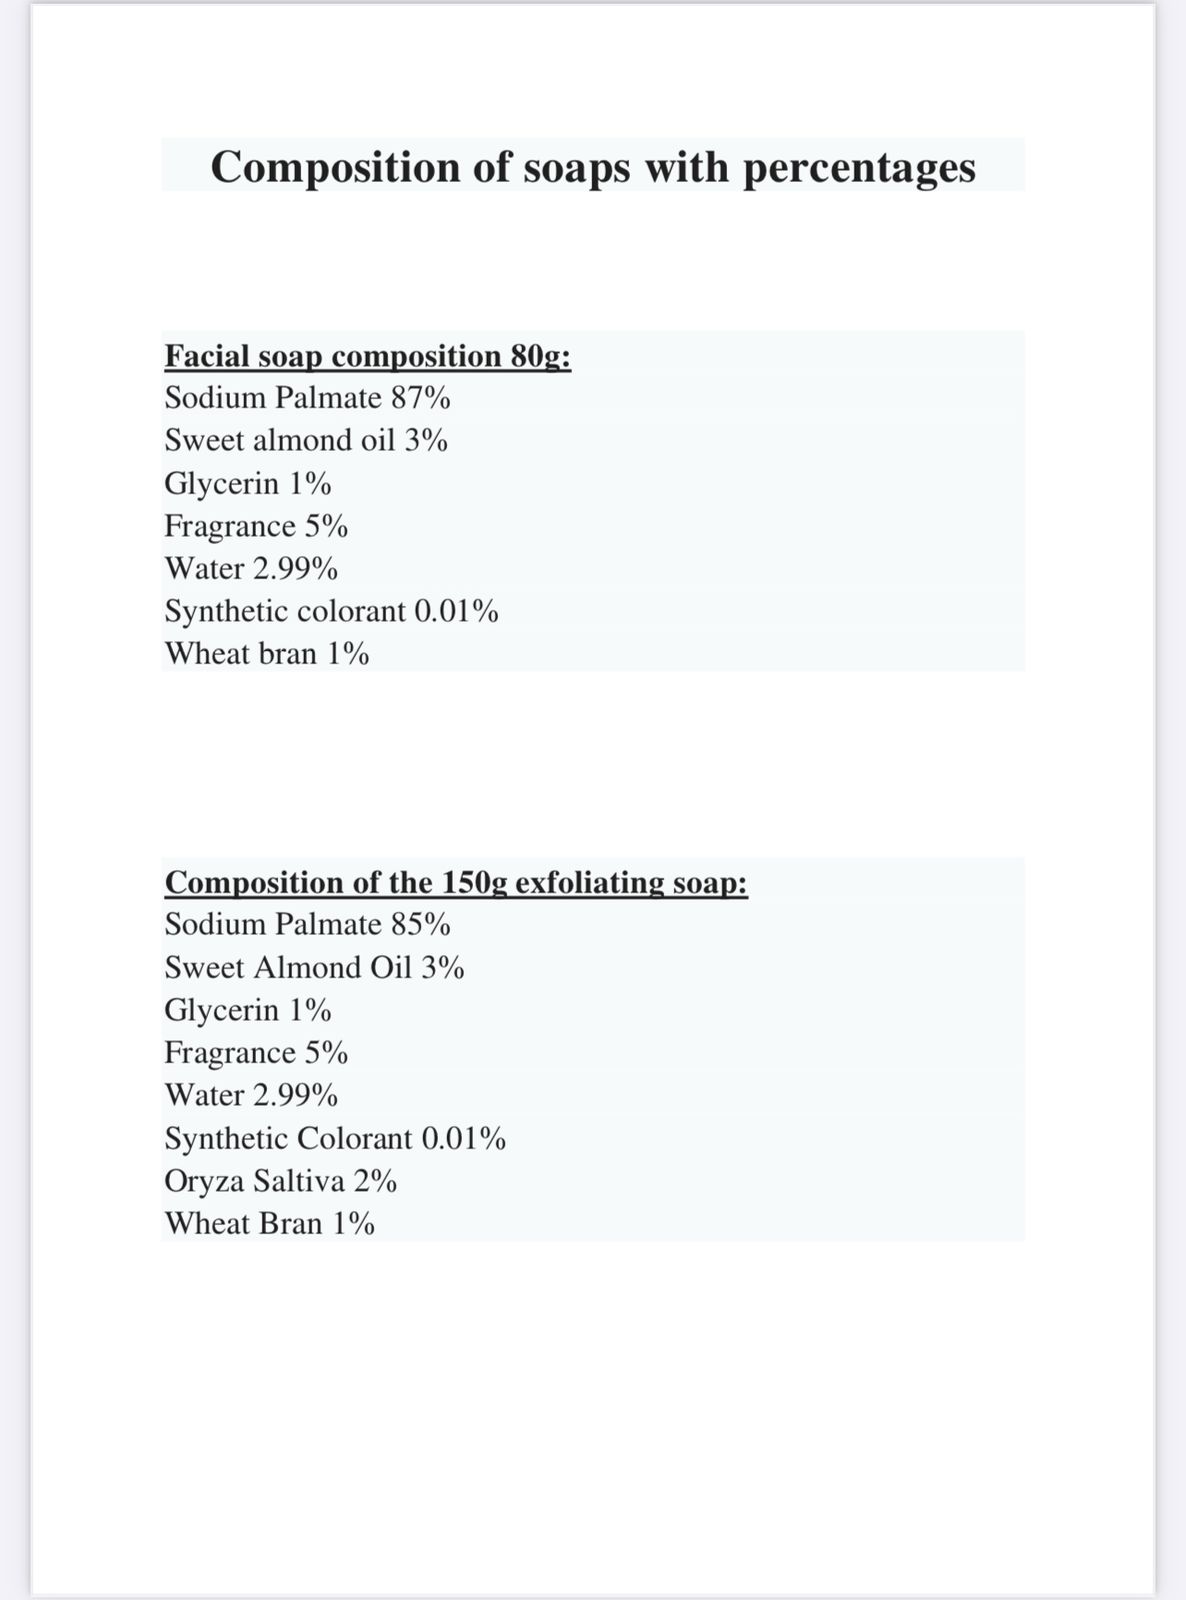 Composition of soaps with percentages
Facial soap composition 80g:
Sodium Palmate 87%
Sweet almond oil 3%
Glycerin 1%
Fragrance 5%
Water 2.99%
Synthetic colorant 0.01%
Wheat bran 1%
Composition of the 150g exfoliating soap:
Sodium Palmate 85%
Sweet Almond Oil 3%
Glycerin 1%
Fragrance 5%
Water 2.99%
Synthetic Colorant 0.01%
Oryza Saltiva 2%
Wheat Bran 1%